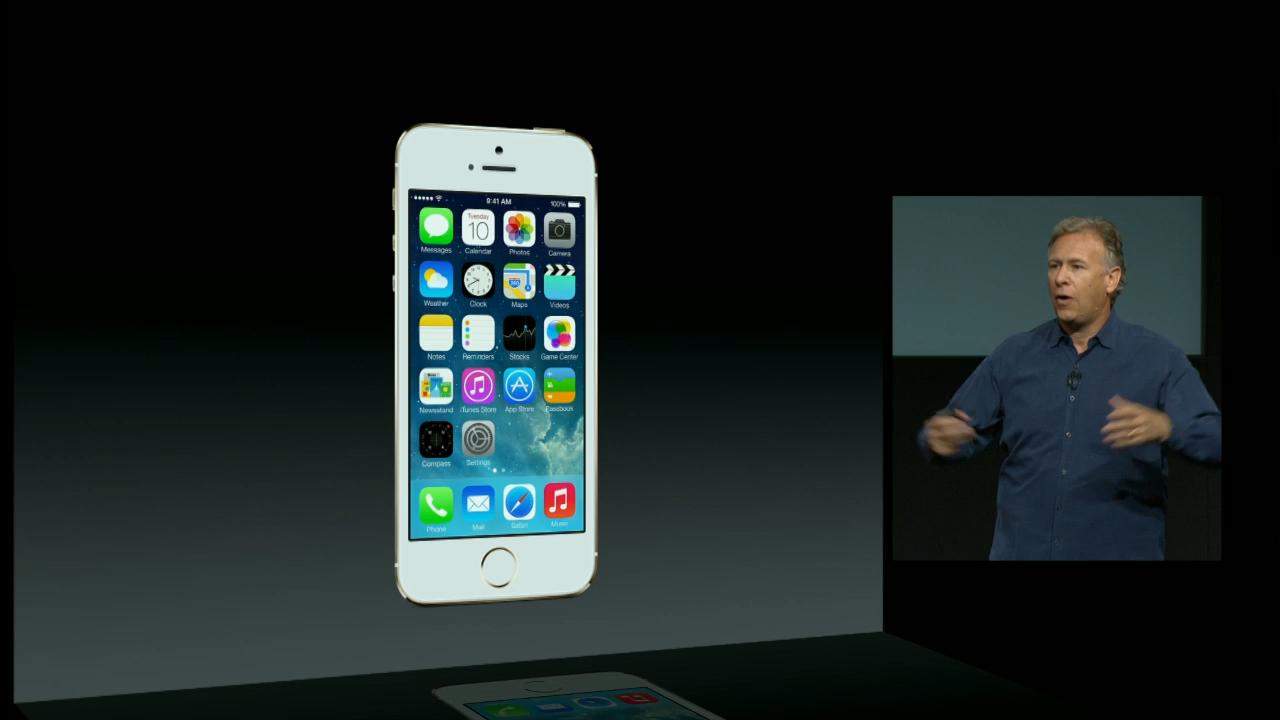 9:41 AM 100%
Tuesday
10
Messages Calendar Photos Camera
280
Weather Clock Maps Videos
Notes Reminders Stocks Game Center
Newsstand iTunes Store App Store Passbook
Compass Settings
Phone Mail Safari Music